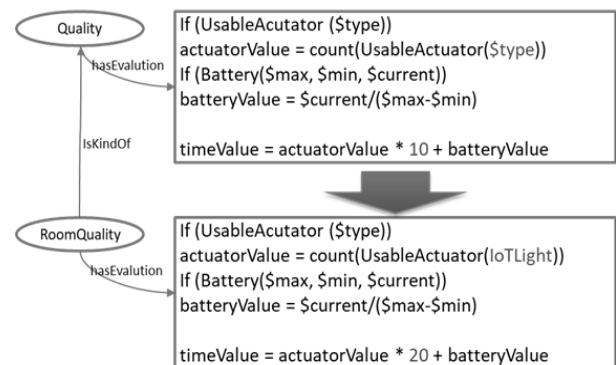 Quality
hasEvalution
If (UsableAcutator ($type))
actuatorValue = count(UsableActuator($type))
If (Battery($max, $min, $current))
batteryValue = $current/($max-$min)
timeValue = actuatorValue * 10 + batteryValue
IsKindOf
RoomQuality
hasEvalution
If (UsableAcutator ($type))
actuatorValue = count(UsableActuator(IoTLight))
If (Battery($max, $min, $current))
batteryValue = $current/($max-$min)
timeValue = actuatorValue * 20 + batteryValue